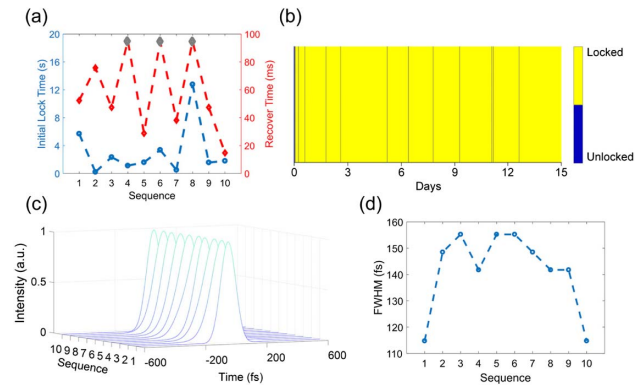 (a)
20
16
12
8
4
0
Initial Lock Time (s)
100
80
60
40
20
0
Recover Time (ms)
1 2 3 4 5 6 7 8 9 10
Sequence
(b)
Locked
Unlocked
0 3 6 9 12 15
Days
(c)
1
0.5
0
Intensity (a.u.)
10 9 8 7 6 5 4 3 2 1
Sequence
-600 -200 200 600
Time (fs)
(d)
160
150
140
130
120
110
FWHM (fs)
1 2 3 4 5 6 7 8 9 10
Sequence